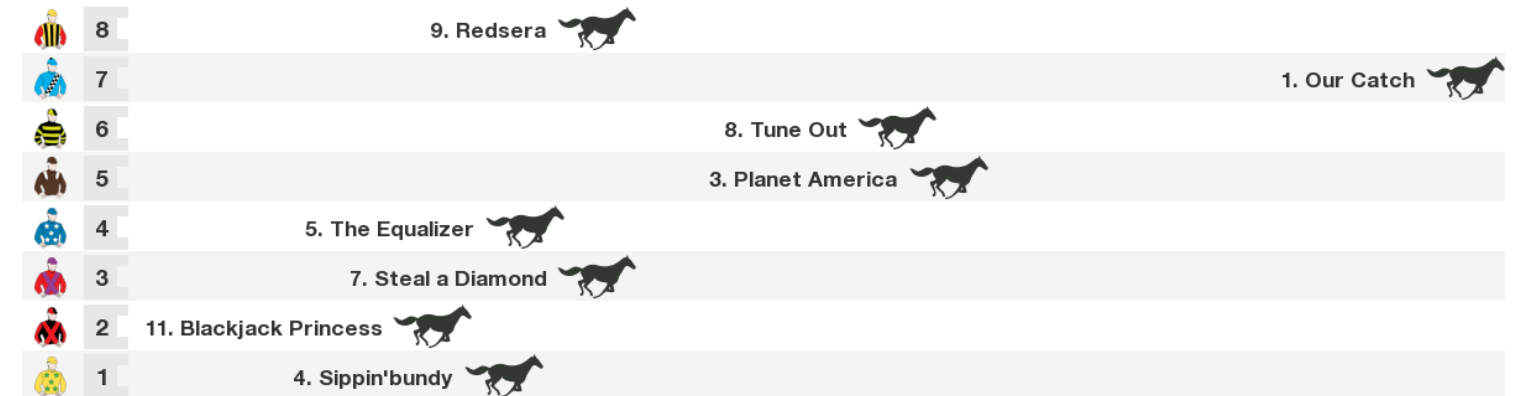 8 9. Redsera
7 1. Our Catch
6 8. Tune Out
5 3. Planet America
4 5. The Equalizer
3 7. Steal a Diamond
2 11. Blackjack Princess
1 4. Sippin'bundy